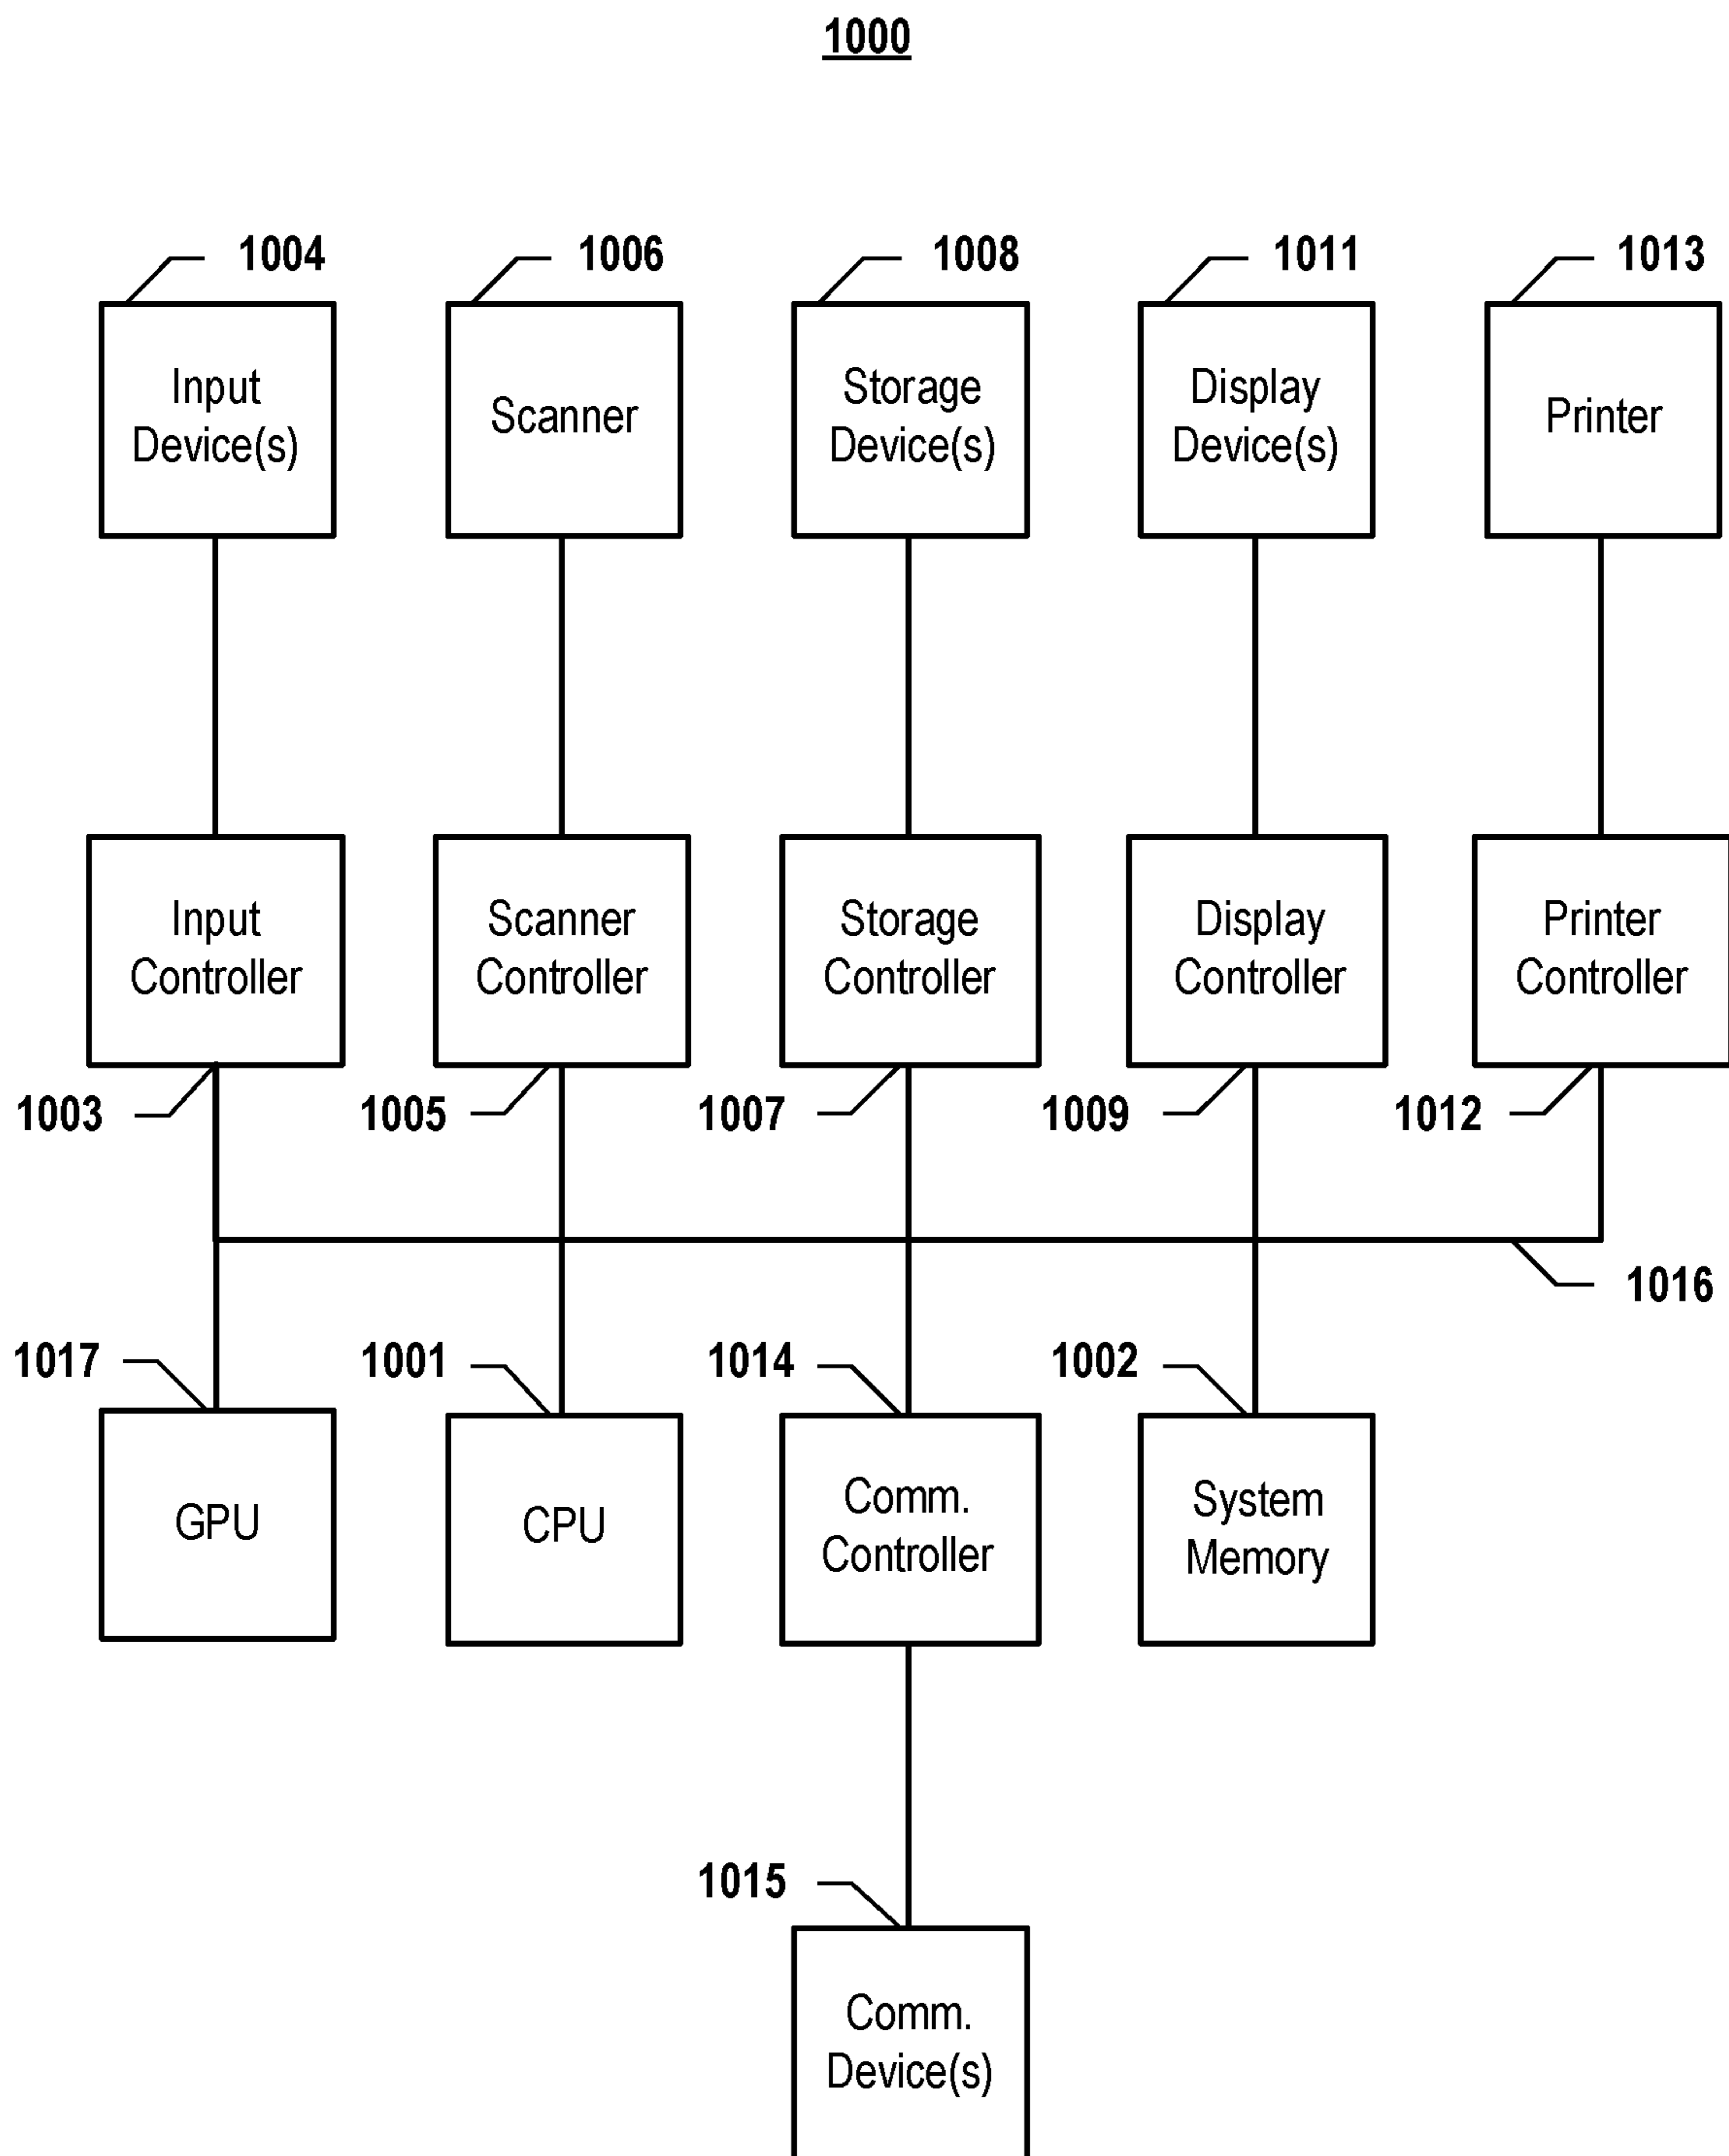 1000
1004
1006
1008
1011
1013
Input
Device(s)
Scanner
Storage
Device(s)
Display
Device(s)
Printer
Input
Controller
Scanner
Controller
Storage
Controller
Display
Controller
Printer
Controller
1003
1005
1007
1009
1012
1016
1017
1001
1014
1002
GPU
CPU
Comm.
Controller
System
Memory
1015
Comm.
Device(s)